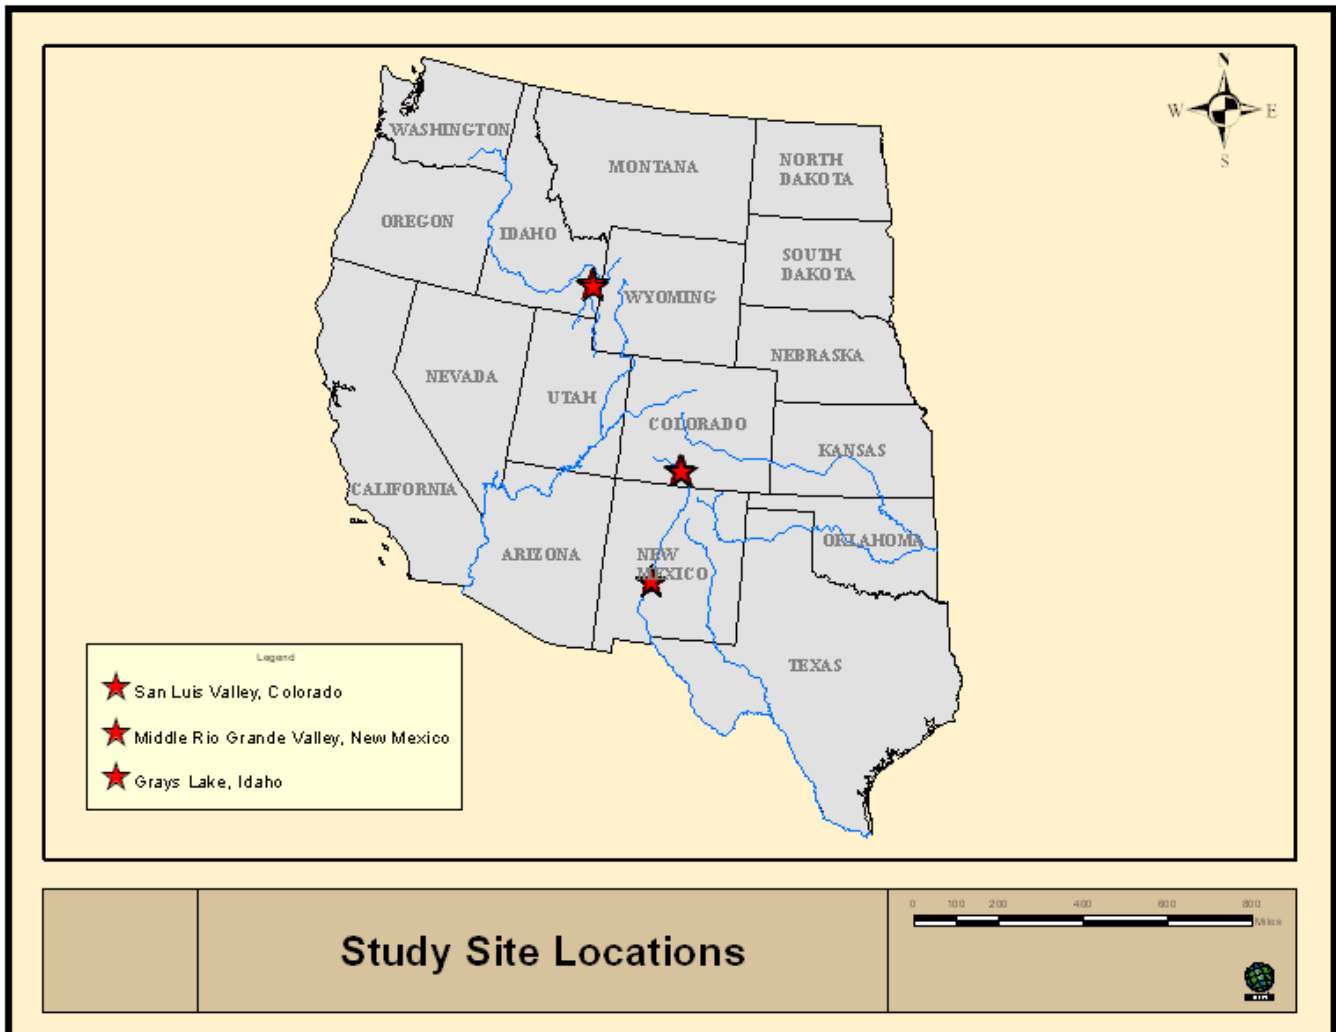 N
W E
S
WASHINGTON
MONTANA
NORTH
DAKOTA
OREGON
IDAHO
SOUTH
DAKOTA
WYOMING
NEBRASKA
NEVADA
UTAH
COLORADO
KANSAS
CALIFORNIA
ARIZONA
NEW
MEXICO
OKLAHOMA
TEXAS
Legend
San Luis Valley, Colorado
Middle Rio Grande Valley, New Mexico
Grays Lake, Idaho
Study Site Locations
0 100 200 400 600 800
Miles